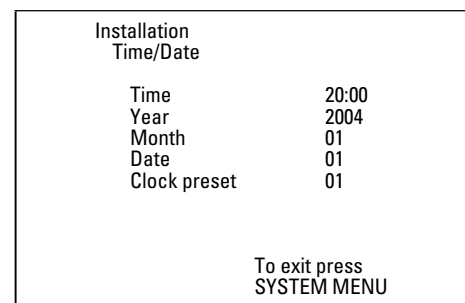 Installation
Time/Date
Time 20:00
Year 2004
Month 01
Date 01
Clock preset 01
To exit press
SYSTEM MENU